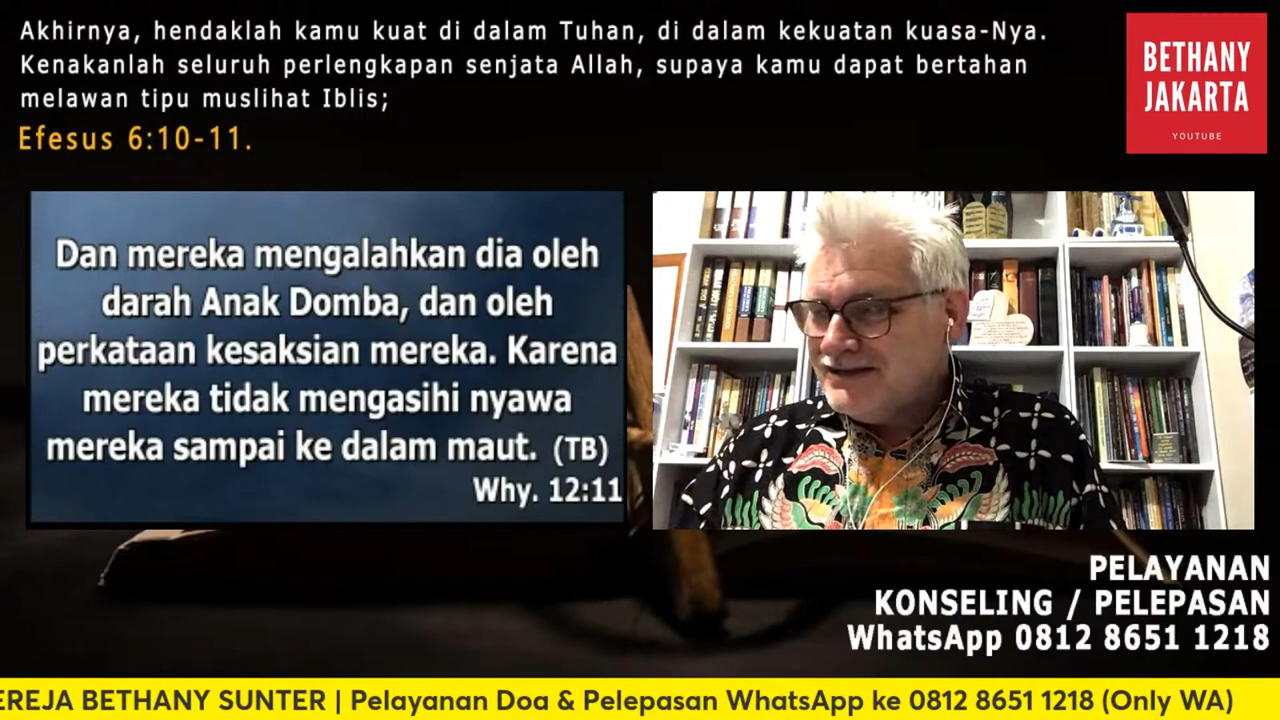 Akhirnya, hendaklah kamu kuat di dalam Tuhan, di dalam kekuatan kuasa-Nya.
Kenakanlah seluruh perlengkapan senjata Allah, supaya kamu dapat bertahan
melawan tipu muslihat Iblis;
Efesus 6:10-11.
BETHANY
JAKARTA
YOUTUBE
Dan mereka mengalahkan dia oleh
darah Anak Domba, dan oleh
perkataan kesaksian mereka. Karena
mereka tidak mengasihi nyawa
mereka sampai ke dalam maut. (TB)
Why. 12:11
PELAYANAN
KONSELING / PELEPASAN
WhatsApp 0812 8651 1218
EREJA BETHANY SUNTER | Pelayanan Doa & Pelepasan WhatsApp ke 0812 8651 1218 (Only WA)